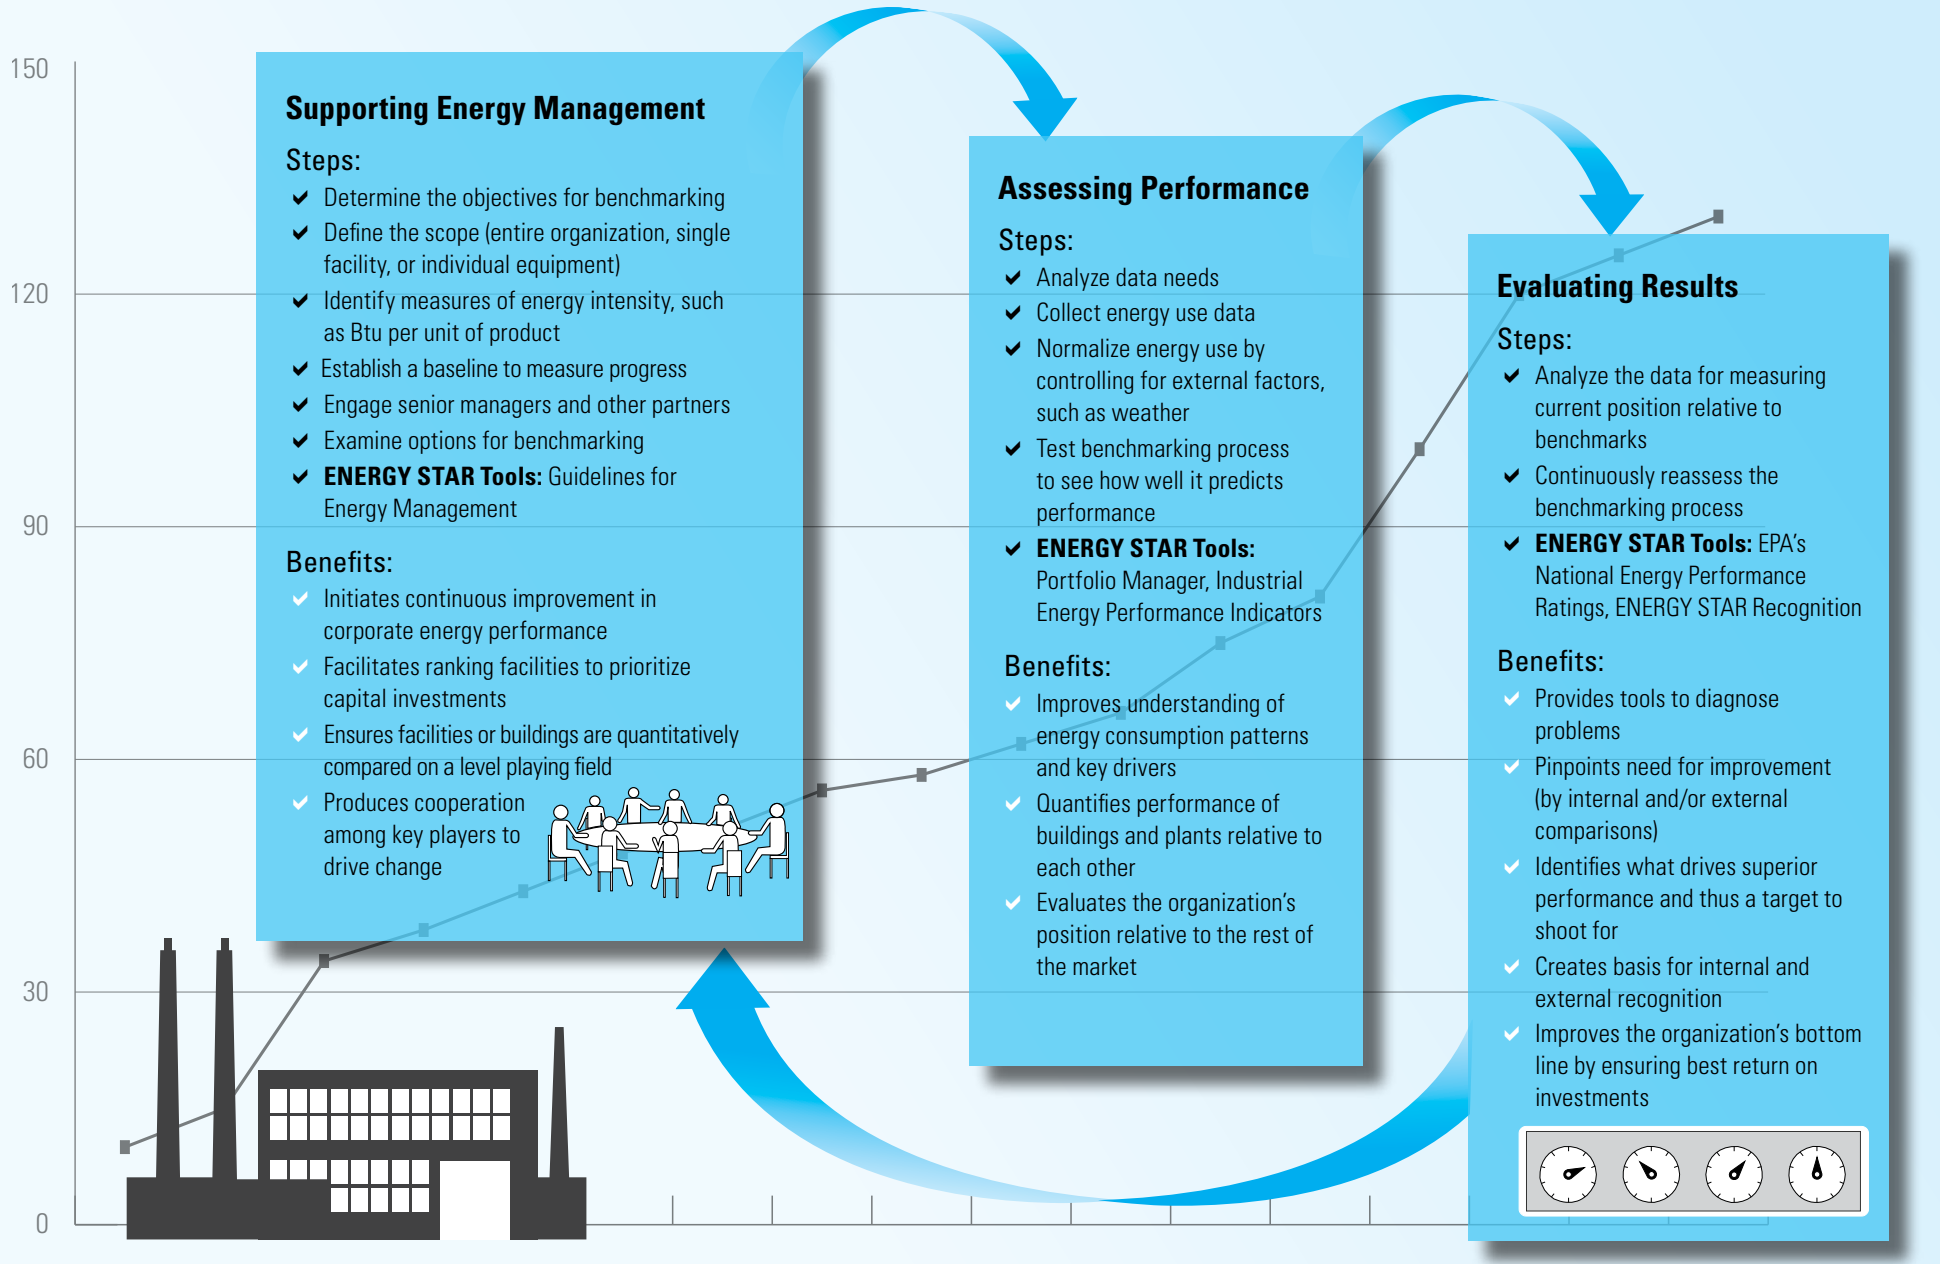 150
120
90
60
30
0
Supporting Energy Management
Steps:
Determine the objectives for benchmarking
Define the scope (entire organization, single
facility, or individual equipment)
Identify measures of energy intensity, such
as Btu per unit of product
Establish a baseline to measure progress
Engage senior managers and other partners
Examine options for benchmarking
ENERGY STAR Tools: Guidelines for
Energy Management
Benefits:
Initiates continuous improvement in
corporate energy performance
Facilitates ranking facilities to prioritize
capital investments
Ensures facilities or buildings are quantitatively
compared on a level playing field
Produces cooperation
among key players to
drive change
Assessing Performance
Steps:
Analyze data needs
Collect energy use data
Normalize energy use by
controlling for external factors,
such as weather
Test benchmarking process
to see how well it predicts
performance
ENERGY STAR Tools:
Portfolio Manager, Industrial
Energy Performance Indicators
Benefits:
Improves understanding of
energy consumption patterns
and key drivers
Quantifies performance of
buildings and plants relative to
each other
Evaluates the organization's
position relative to the rest of
the market
Evaluating Results
Steps:
Analyze the data for measuring
current position relative to
benchmarks
Continuously reassess the
benchmarking process
ENERGY STAR Tools: EPA's
National Energy Performance
Ratings, ENERGY STAR Recognition
Benefits:
Provides tools to diagnose
problems
Pinpoints need for improvement
(by internal and/or external
comparisons)
Identifies what drives superior
performance and thus a target to
shoot for
Creates basis for internal and
external recognition
Improves the organization's bottom
line by ensuring best return on
investments